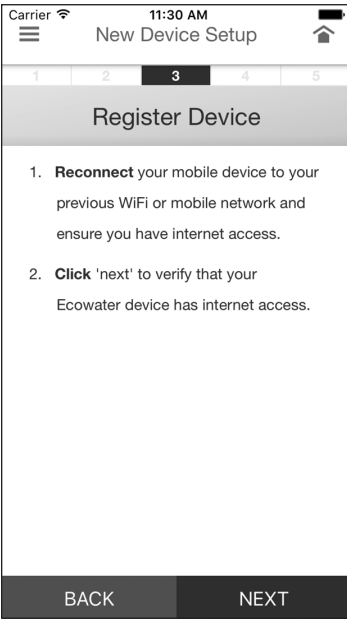 Carrier 11:30 AM
New Device Setup
1 2 3 4 5
Register Device
1. Reconnect your mobile device to your
previous WiFi or mobile network and
ensure you have internet access.
2. Click 'next' to verify that your
Ecowater device has internet access.
BACK NEXT